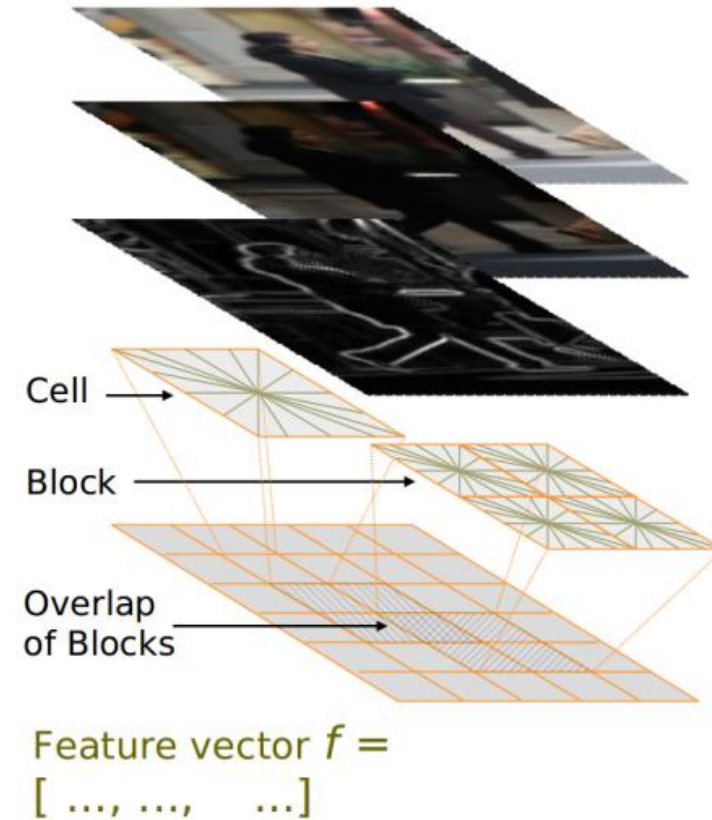 Cell
Block
Overlap
of Blocks
Feature vector f =
[ ..., ..., ...]